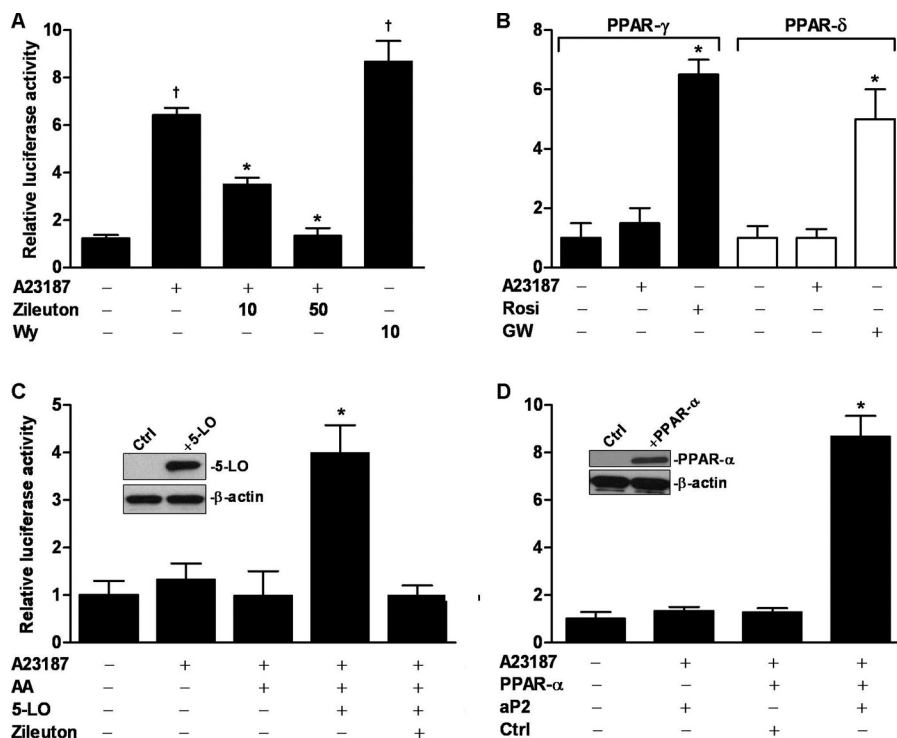 A
Relative luciferase activity
10
8
6
4
2
0
†
*
*
†
A23187 – + + + –
Zileuton – – 10 50 –
Wy – – – – 10
B
PPAR-γ PPAR-δ
8
6
4
2
0
*
*
A23187 – + – – + –
Rosi – – + – – –
GW – – – – – +
C
Relative luciferase activity
5
4
3
2
1
0
Ctrl
+5-LO
-5-LO
-β-actin
*
A23187 – + + + +
AA – – + + +
5-LO – – – + +
Zileuton – – – – +
D
10
8
6
4
2
0
Ctrl
+PPAR-α
-PPAR-α
-β-actin
*
A23187 – + + +
PPAR-α – – + +
aP2 – + – +
Ctrl – – + –